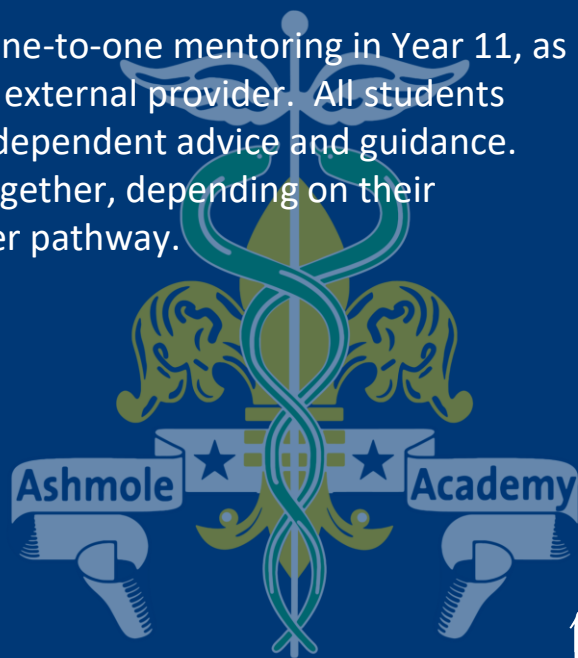 ne-to-one mentoring in Year 11, as
external provider.  All students
dependent advice and guidance.
gether, depending on their
er pathway.
Ashmole Academy